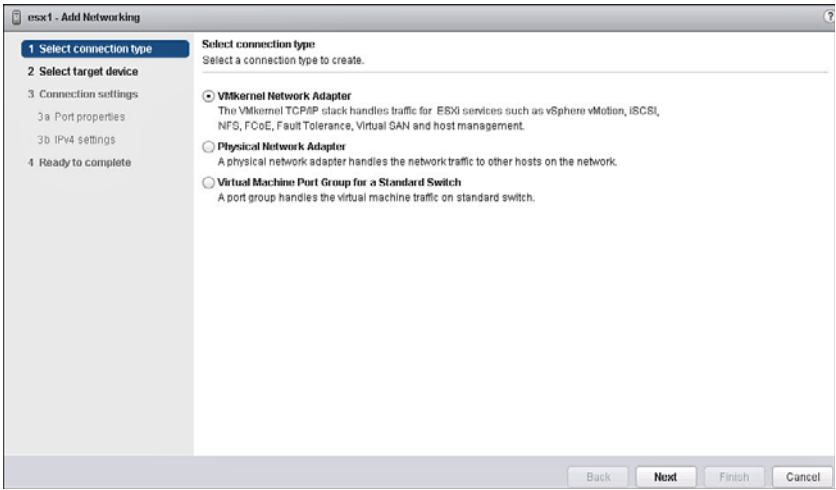 esx1 - Add Networking
?
1 Select connection type
2 Select target device
3 Connection settings
3a Port properties
3b IPv4 settings
4 Ready to complete
Select connection type
Select a connection type to create.
VMkernel Network Adapter
The VMkernel TCP/IP stack handles traffic for ESXi services such as vSphere vMotion, iSCSI,
NFS, FCoE, Fault Tolerance, Virtual SAN and host management.
Physical Network Adapter
A physical network adapter handles the network traffic to other hosts on the network.
Virtual Machine Port Group for a Standard Switch
A port group handles the virtual machine traffic on standard switch.
Back Next Finish Cancel